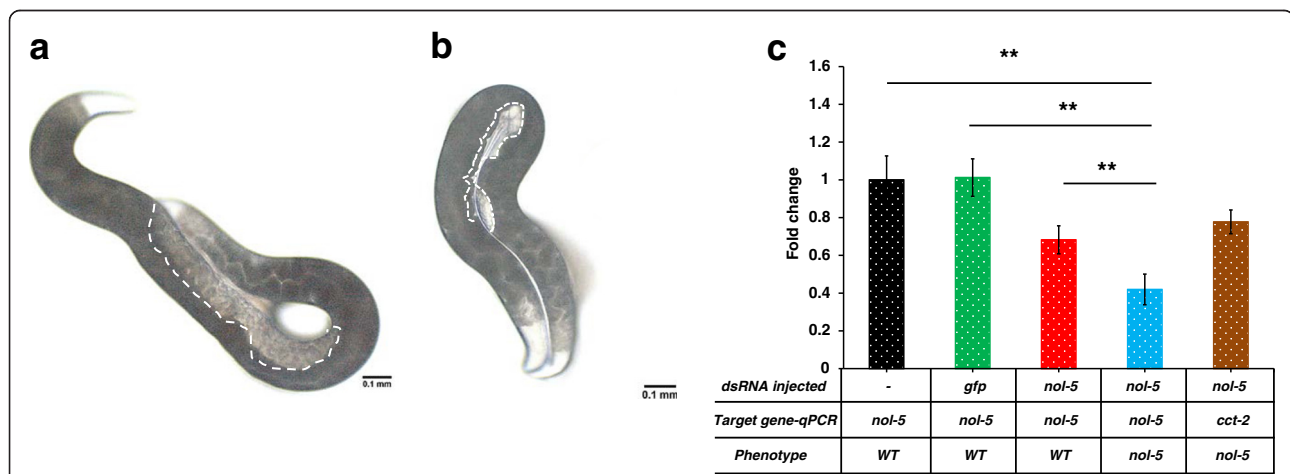 a
b
c
0.1 mm
0.1 mm
**
**
**
Fold change
1.6
1.4
1.2
1
0.8
0.6
0.4
0.2
0
dsRNA injected - gfp nol-5 nol-5 nol-5
Target gene-qPCR nol-5 nol-5 nol-5 nol-5 cct-2
Phenotype WT WT WT nol-5 nol-5